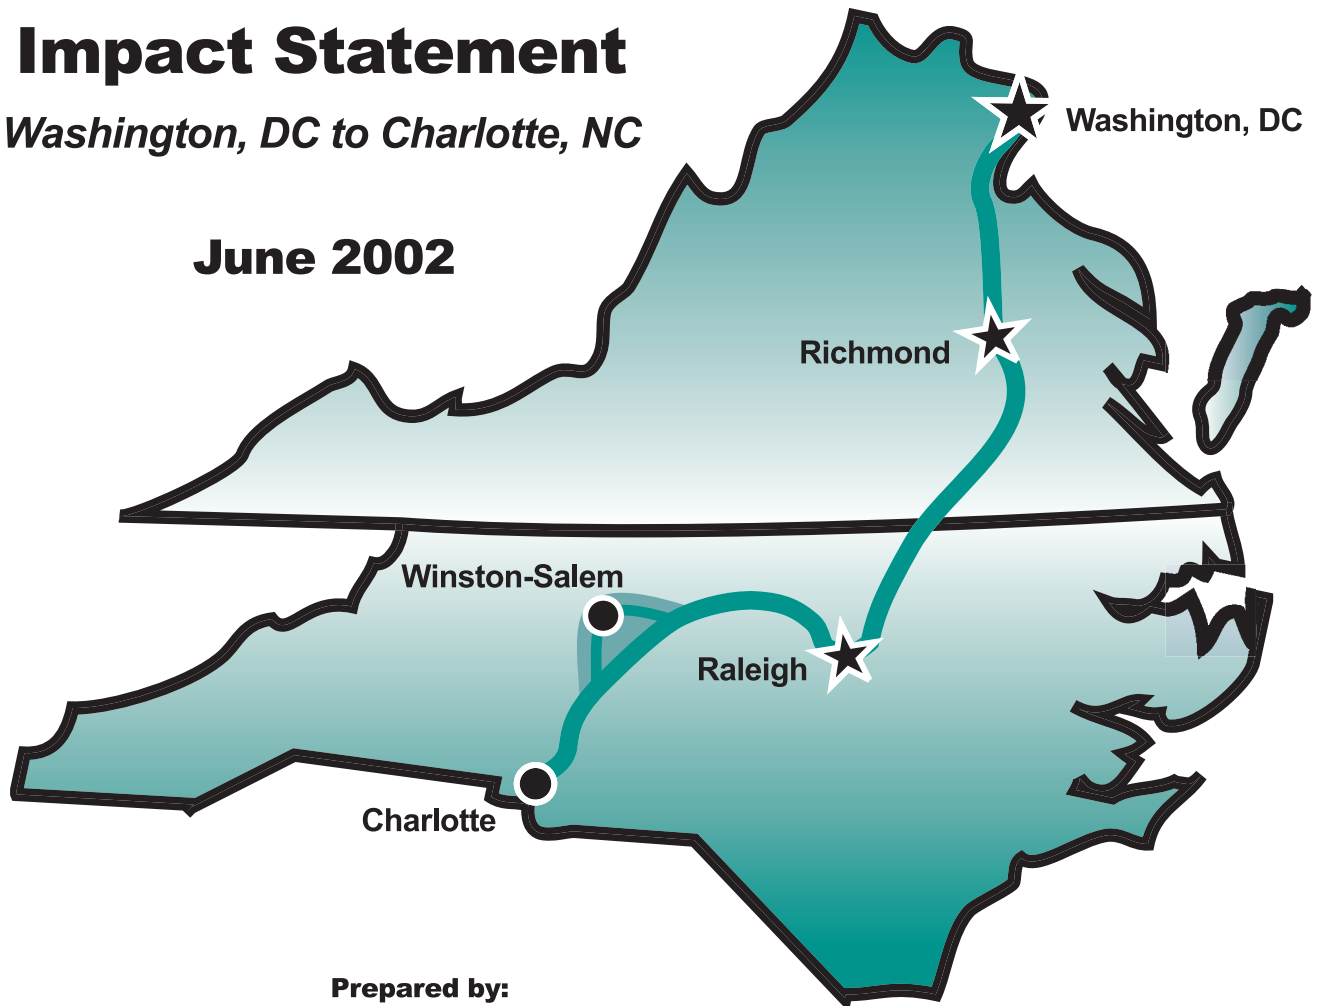 Impact Statement
Washington, DC to Charlotte, NC
June 2002
Washington, DC
Richmond
Winston-Salem
Raleigh
Charlotte
Prepared by: